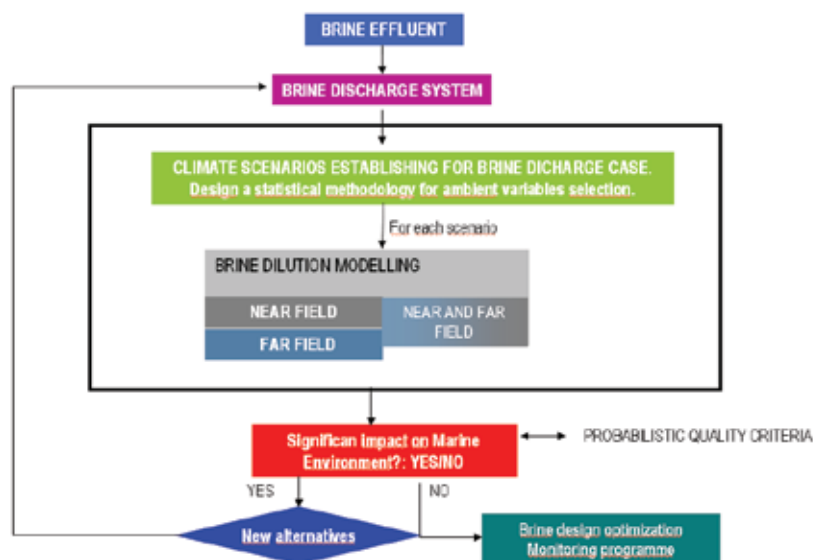 BRINE EFFLUENT
BRINE DISCHARGE SYSTEM
CLIMATE SCENARIOS ESTABLISHING FOR BRINE DICHARGE CASE.
Design a statistical methodology for ambient variables selection.
For each scenario
BRINE DILUTION MODELLING
NEAR FIELD
NEAR AND FAR
FIELD
FAR FIELD
Significan impact on Marine
Environment?: YES/NO
PROBABILISTIC QUALITY CRITERIA
YES
NO
New alternatives
Brine design optimization
Monitoring programme